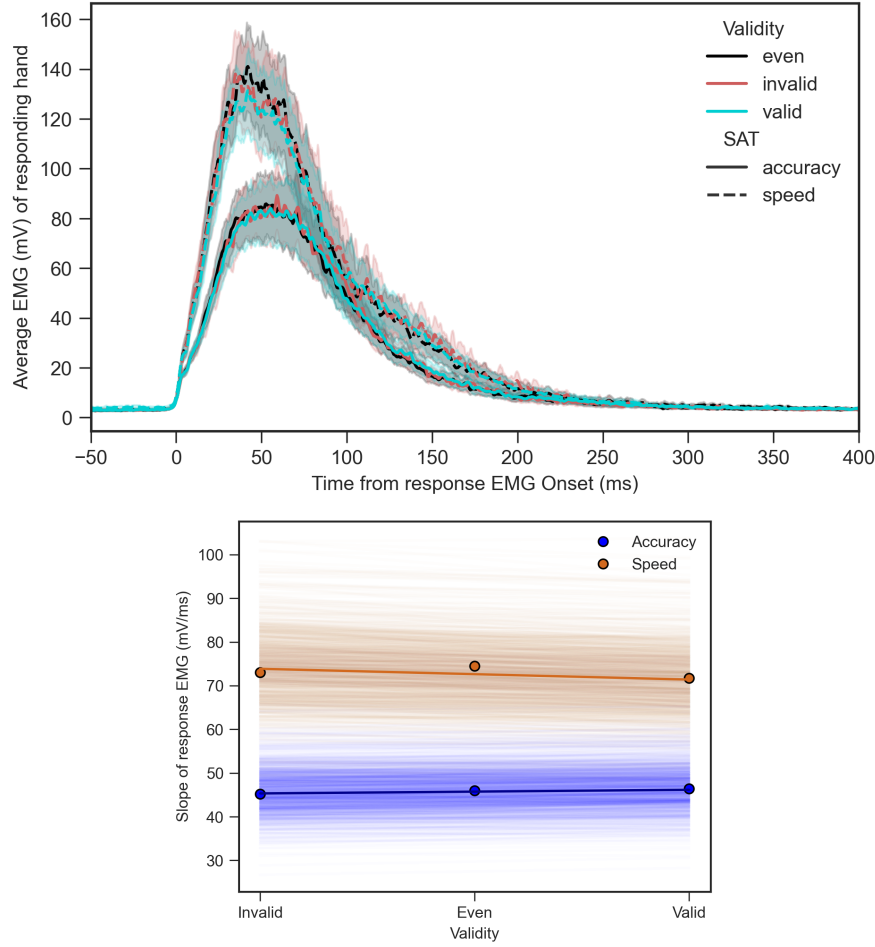 160
140
120
100
80
60
40
20
0
Average EMG (mV) of responding hand
Validity
even
invalid
valid
SAT
accuracy
speed
−50 0 50 100 150 200 250 300 350 400
Time from response EMG Onset (ms)
100
90
80
70
60
50
40
30
Slope of response EMG (mV/ms)
Accuracy
Speed
Invalid Even Valid
Validity